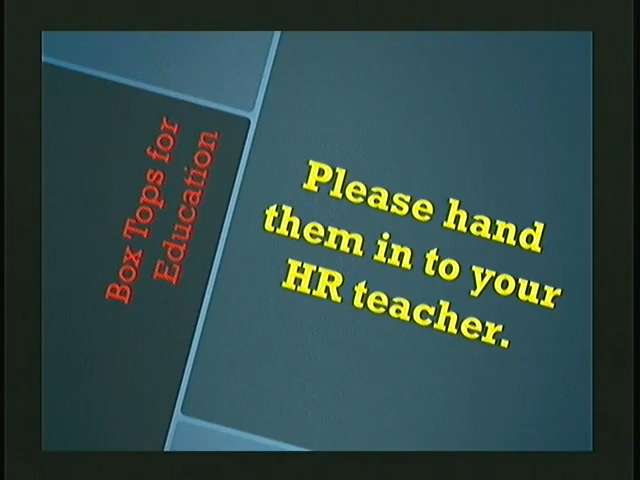 Box Tops for
Education
Please hand
them in to your
HR teacher.